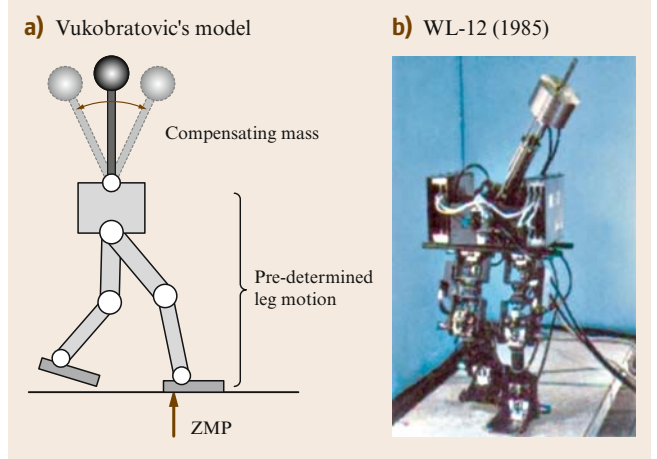 a) Vukobratovic's model
Compensating mass
Pre-determined
leg motion
ZMP
b) WL-12 (1985)